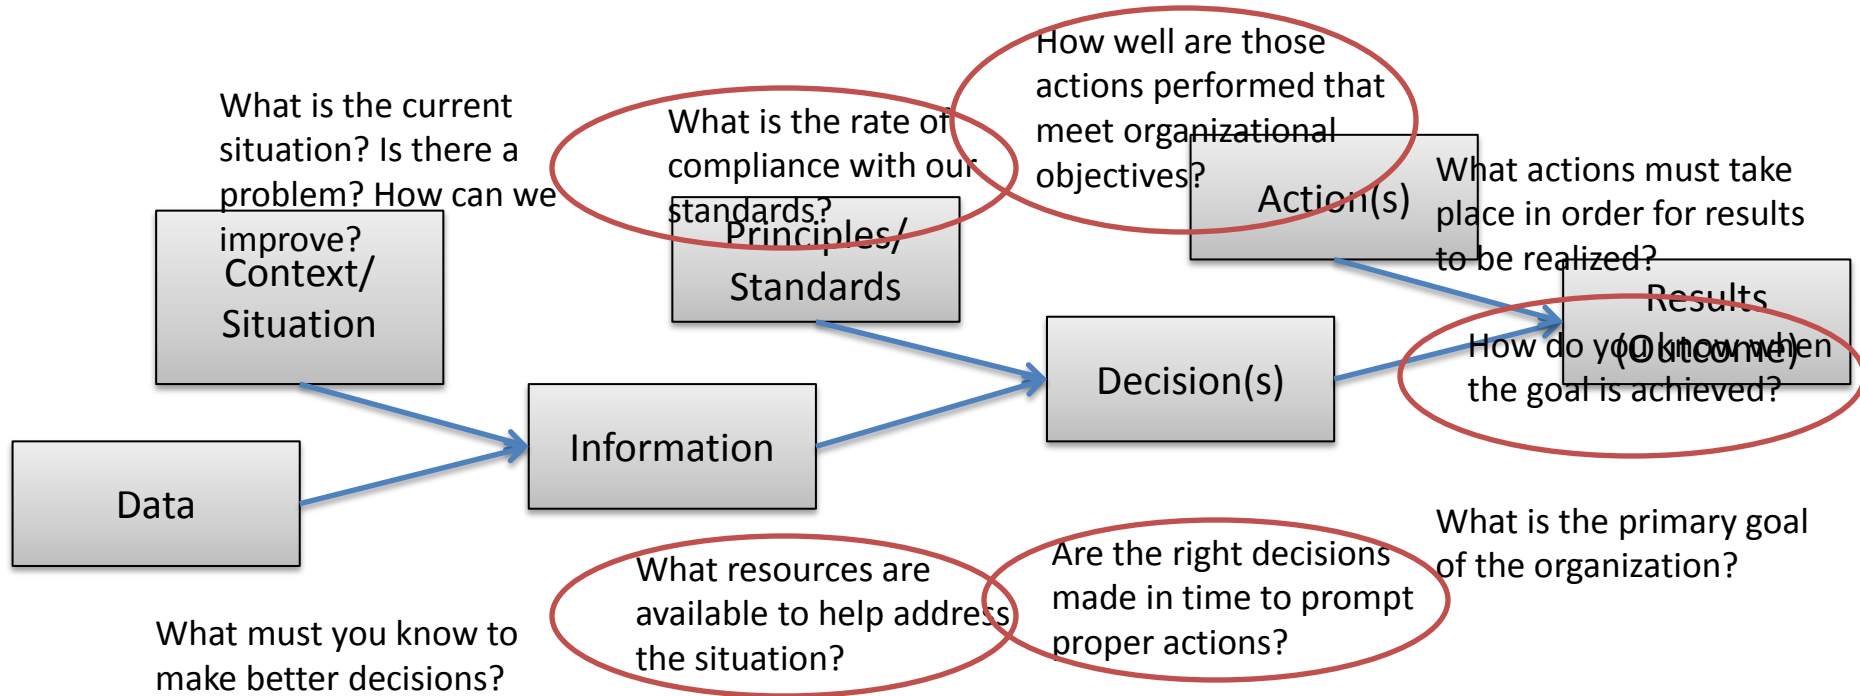 How well are those
actions performed that
meet organizational
objectives?
What is the current
situation? Is there a
problem? How can we
improve?
What is the rate of
compliance with our
standards?
What actions must take
place in order for results
to be realized?
Action(s)
Principles/
Standards
Context/
Situation
Results
(Outcome)
How do you know when
the goal is achieved?
Decision(s)
Information
Data
What is the primary goal
of the organization?
Are the right decisions
made in time to prompt
proper actions?
What resources are
available to help address
the situation?
What must you know to
make better decisions?